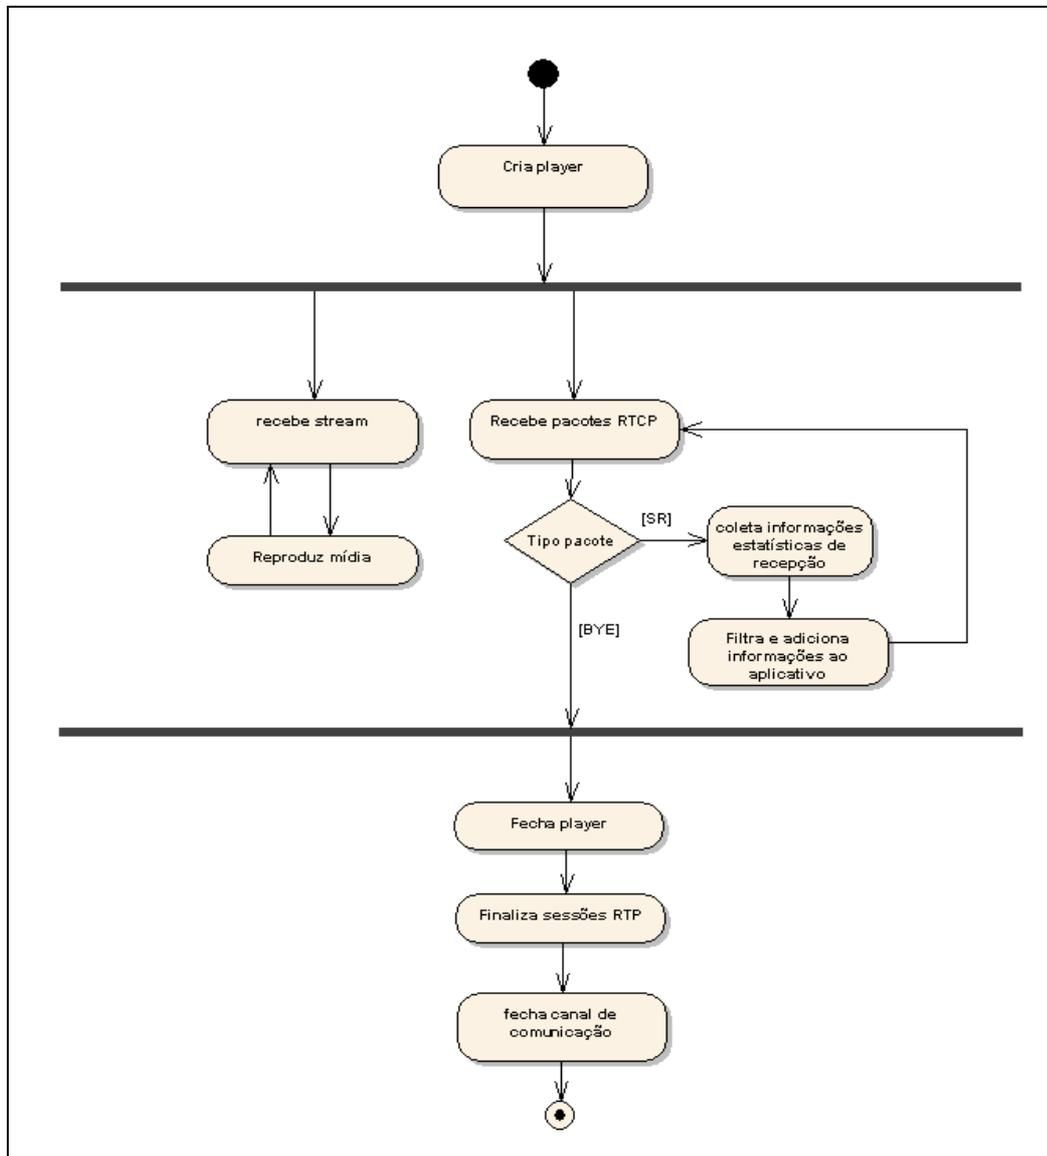 Cria player
recebe stream
Recebe pacotes RTCP
Reproduz mídia
Tipo pacote
[SR]
coleta informações
estatísticas de
recepção
[BYE]
Filtra e adiciona
informações ao
aplicativo
Fecha player
Finaliza sessões RTP
fecha canal de
comunicação